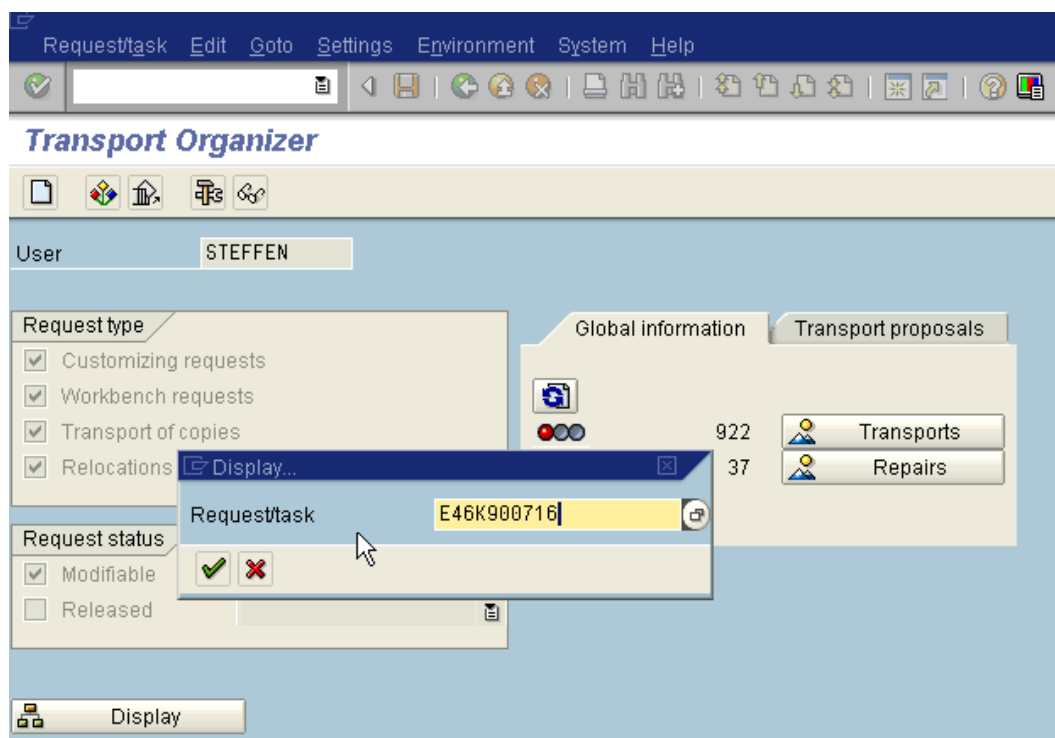 Request/task Edit Goto Settings Environment System Help
Transport Organizer
User STEFFEN
Request type
Customizing requests
Workbench requests
Transport of copies
Relocations
Global information Transport proposals
922 Transports
37 Repairs
Display...
Request/task E46K900716
Request status
Modifiable
Released
Display